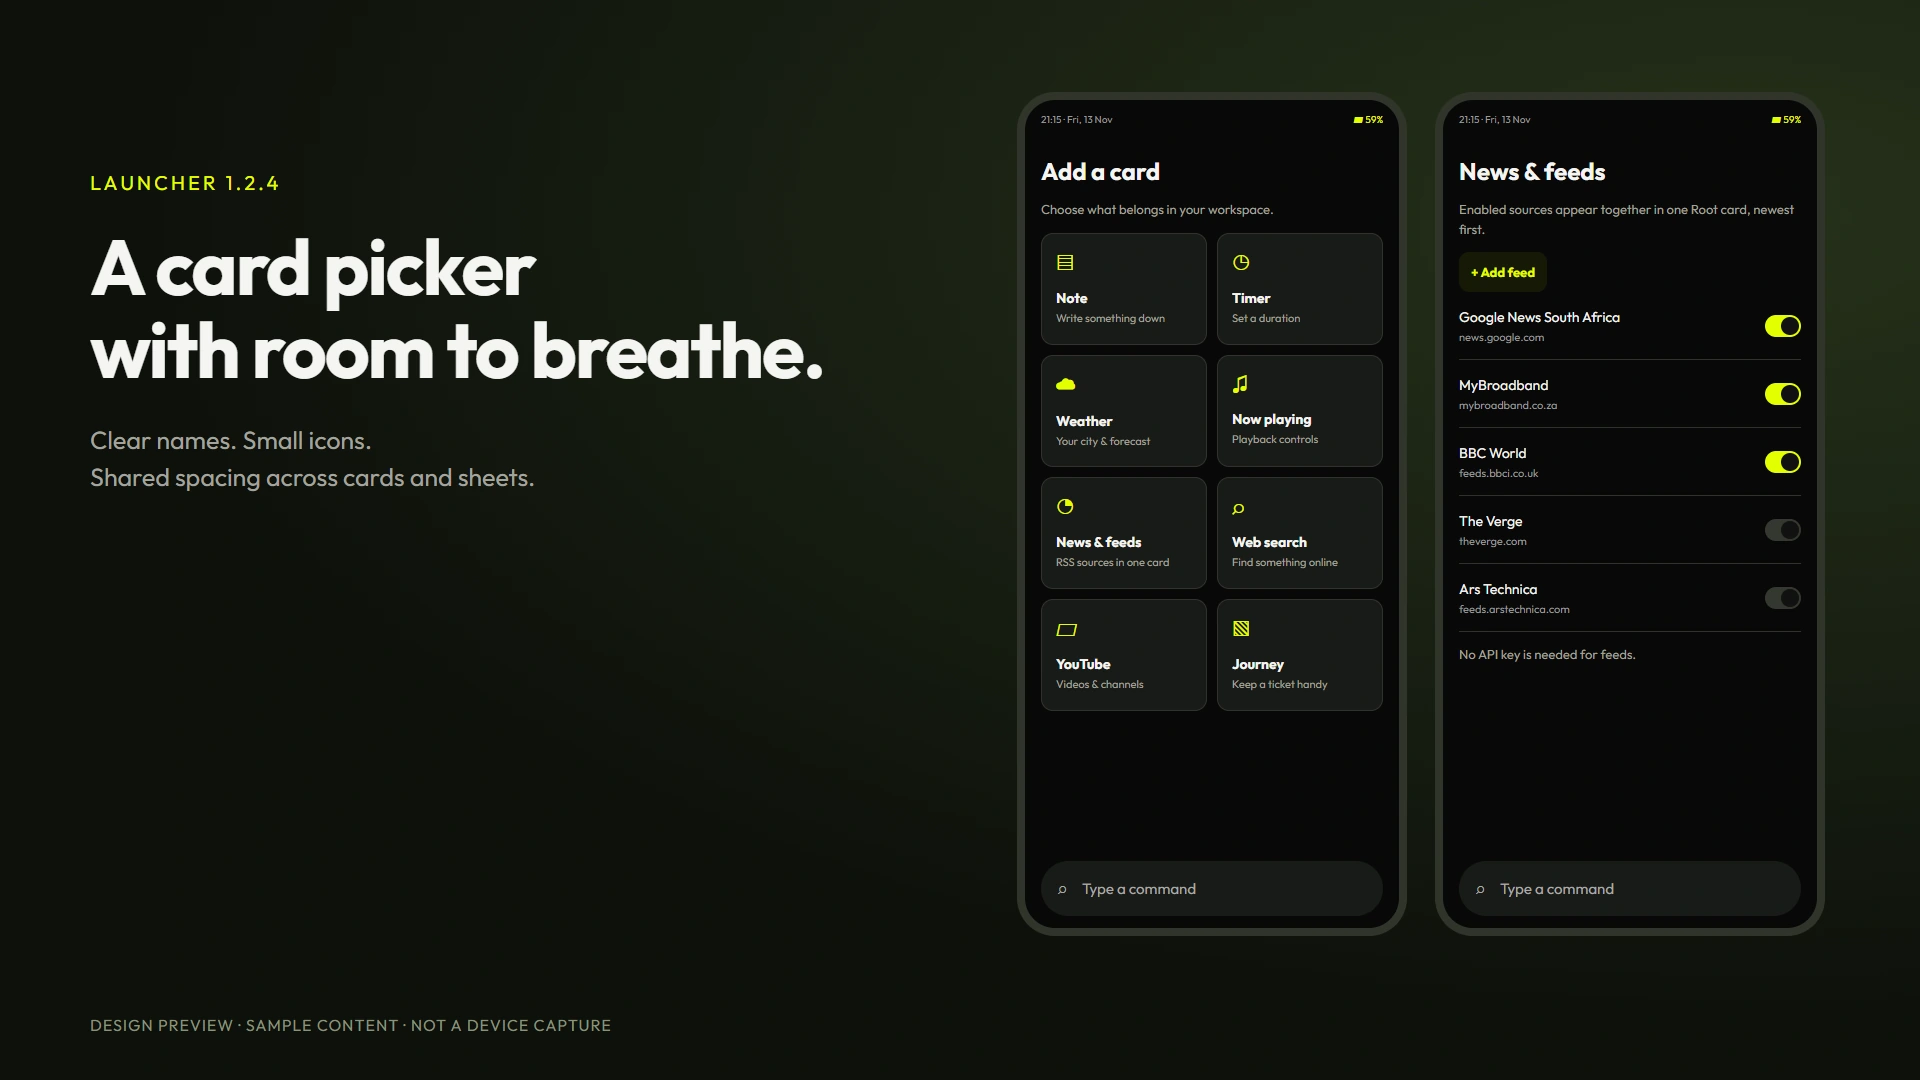 LAUNCHER 1.2.4
A card picker
with room to breathe.
Clear names. Small icons.
Shared spacing across cards and sheets.
DESIGN PREVIEW · SAMPLE CONTENT · NOT A DEVICE CAPTURE
21:15 · Fri, 13 Nov
59%
Add a card
Choose what belongs in your workspace.
Note
Write something down
Timer
Set a duration
Weather
Your city & forecast
Now playing
Playback controls
News & feeds
RSS sources in one card
Web search
Find something online
YouTube
Videos & channels
Journey
Keep a ticket handy
Type a command
21:15 · Fri, 13 Nov
59%
News & feeds
Enabled sources appear together in one Root card, newest
first.
+ Add feed
Google News South Africa
news.google.com
MyBroadband
mybroadband.co.za
BBC World
feeds.bbci.co.uk
The Verge
theverge.com
Ars Technica
feeds.arstechnica.com
No API key is needed for feeds.
Type a command